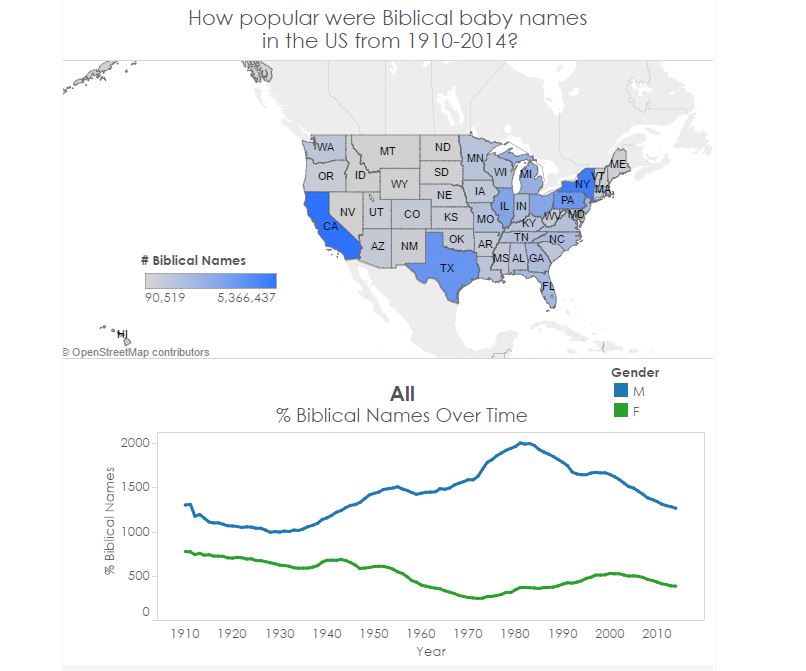 How popular were Biblical baby names
in the US from 1910-2014?
WA
MT
ND
MN
ME
OR
ID
SD
WI
MI
VT
NY
MA
WY
IA
NE
PA
NV
UT
CO
IL
IN
MD
WV
KS
MO
KY
CA
AZ
NM
OK
AR
TN
NC
MS
AL
GA
TX
FL
HI
# Biblical Names
90,519 5,366,437
© OpenStreetMap contributors
Gender
M
F
All
% Biblical Names Over Time
% Biblical Names
2000
1500
1000
500
0
1910 1920 1930 1940 1950 1960 1970 1980 1990 2000 2010
Year